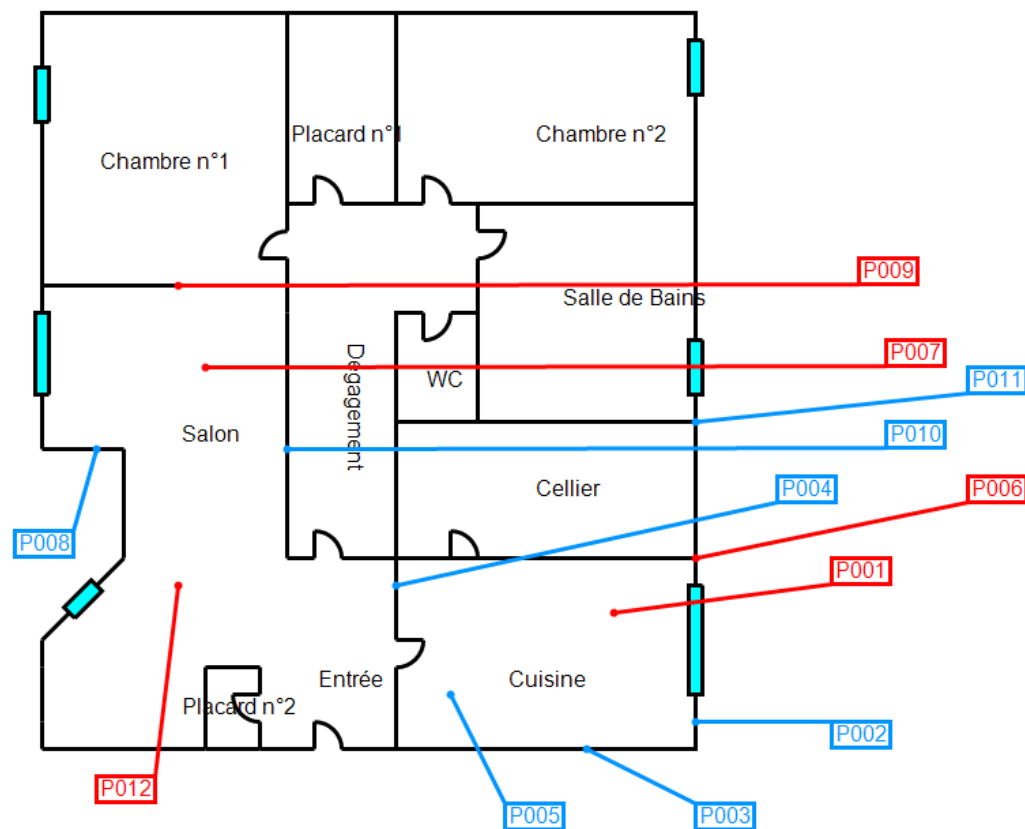 Placard n°1
Chambre n°2
Chambre n°1
P009
Salle de Bains
P007
Dégagement
WC
P011
Salon
P010
Cellier
P004
P006
P008
P001
Entrée
Cuisine
Placard n°2
P002
P012
P005
P003